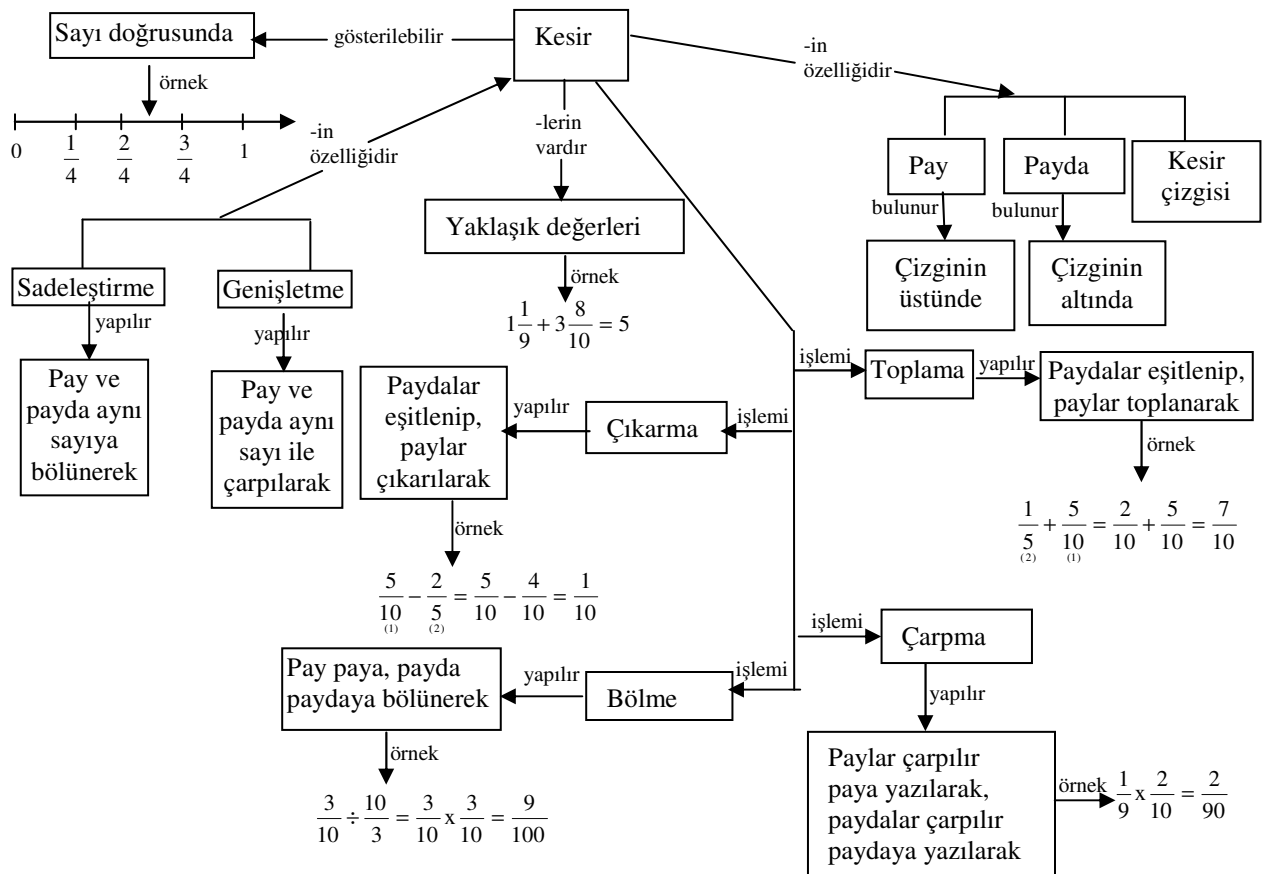 Sayı doğrusunda
gösterilebilir
Kesir
-in
özelliğidir
örnek
0 1/4 2/4 3/4 1
-in
özelliğidir
-lerin
vardır
Pay
Payda
Kesir
çizgisi
bulunur
bulunur
Çizginin
üstünde
Çizginin
altında
Yaklaşık değerleri
örnek
1 1/9 + 3 8/10 = 5
Sadeleştirme
Genişletme
yapılır
yapılır
Pay ve
payda aynı
sayıya
bölünerek
Pay ve
payda aynı
sayı ile
çarpılarak
işlemi
Toplama
yapılır
Paydalar eşitlenip,
paylar toplanarak
örnek
1/5 + 5/10 = 2/10 + 5/10 = 7/10
(2) (1)
işlemi
Çıkarma
yapılır
Paydalar
eşitlenip,
paylar
çıkarılarak
örnek
5/10 − 2/5 = 5/10 − 4/10 = 1/10
(1) (2)
işlemi
Çarpma
yapılır
Paylar çarpılır
paya yazılarak,
paydalar çarpılır
paydaya yazılarak
örnek
1/9 x 2/10 = 2/90
işlemi
Bölme
yapılır
Pay paya, payda
paydaya bölünerek
örnek
3/10 ÷ 10/3 = 3/10 x 3/10 = 9/100